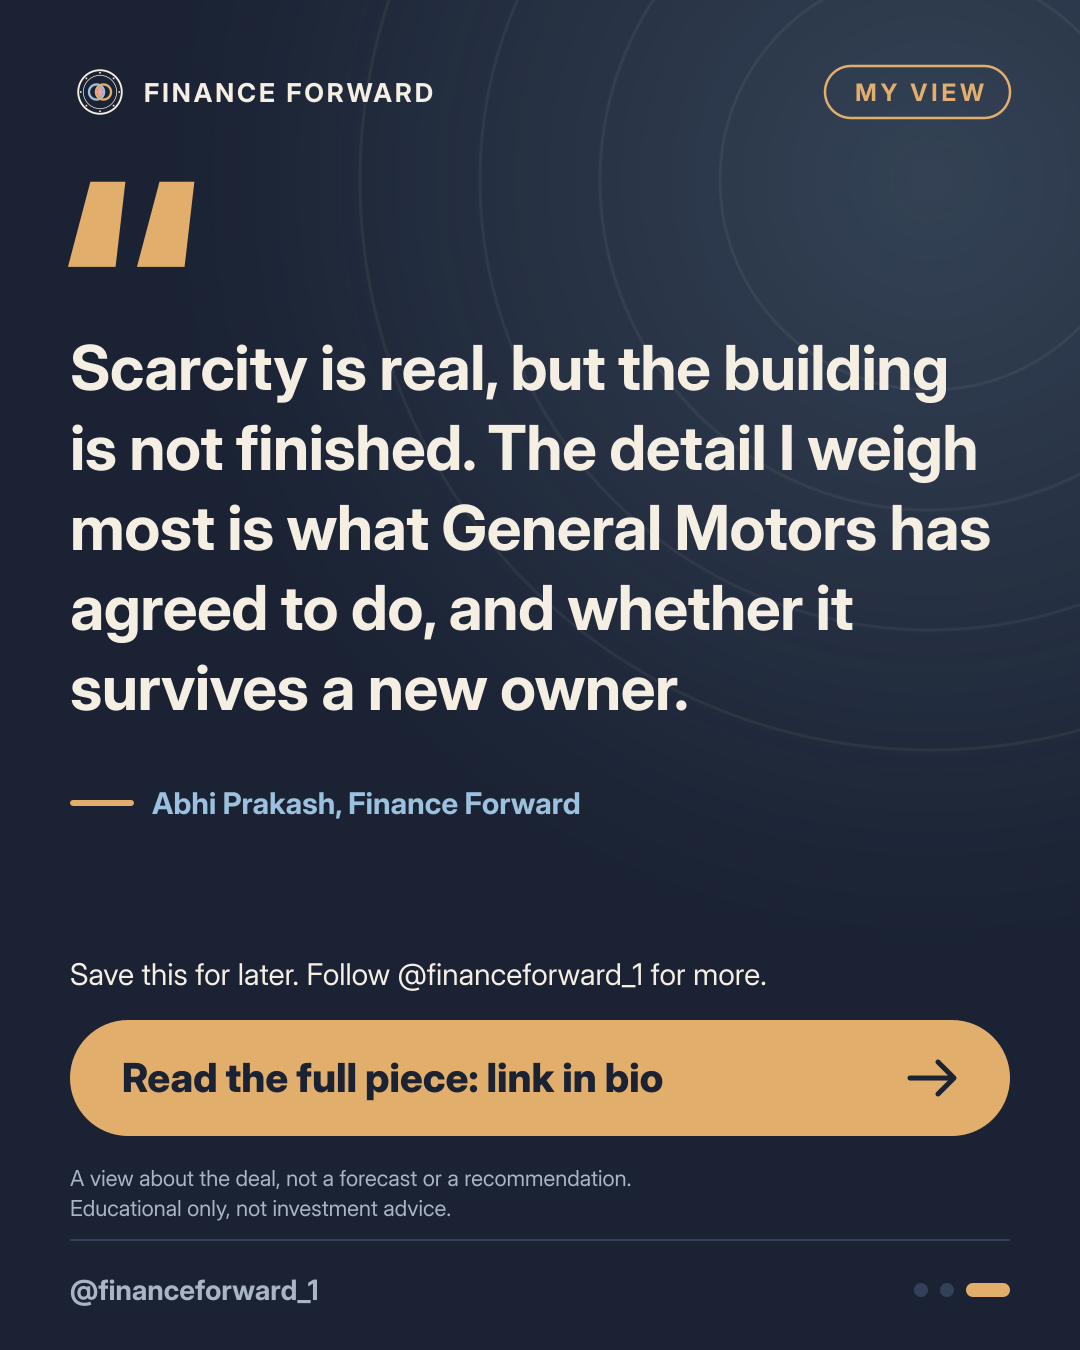 FINANCE FORWARD
MY VIEW
"
Scarcity is real, but the building
is not finished. The detail I weigh
most is what General Motors has
agreed to do, and whether it
survives a new owner.
Abhi Prakash, Finance Forward
Save this for later. Follow @financeforward_1 for more.
Read the full piece: link in bio
A view about the deal, not a forecast or a recommendation.
Educational only, not investment advice.
@financeforward_1